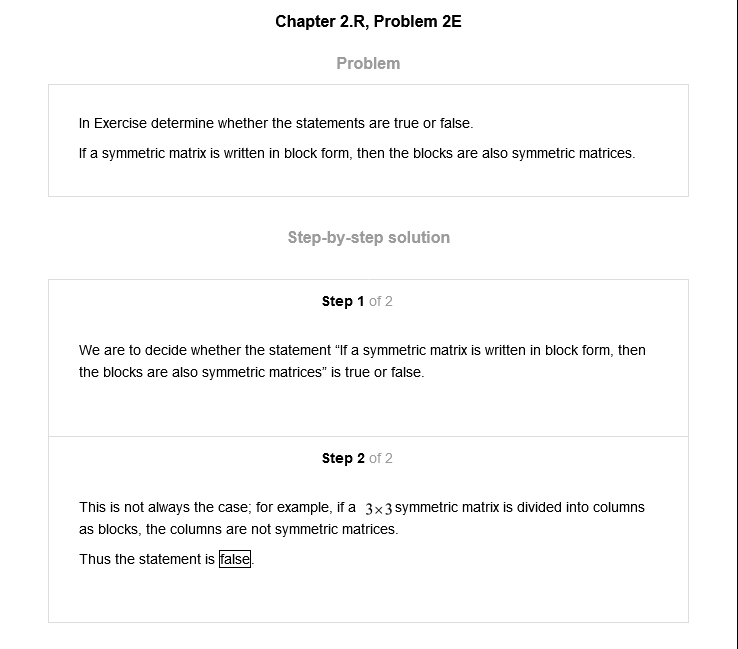 Chapter 2.R, Problem 2E
Problem
In Exercise determine whether the statements are true or false.
If a symmetric matrix is written in block form, then the blocks are also symmetric matrices.
Step-by-step solution
Step 1 of 2
We are to decide whether the statement “If a symmetric matrix is written in block form, then
the blocks are also symmetric matrices” is true or false.
Step 2 of 2
This is not always the case; for example, if a 3×3 symmetric matrix is divided into columns
as blocks, the columns are not symmetric matrices.
Thus the statement is false.